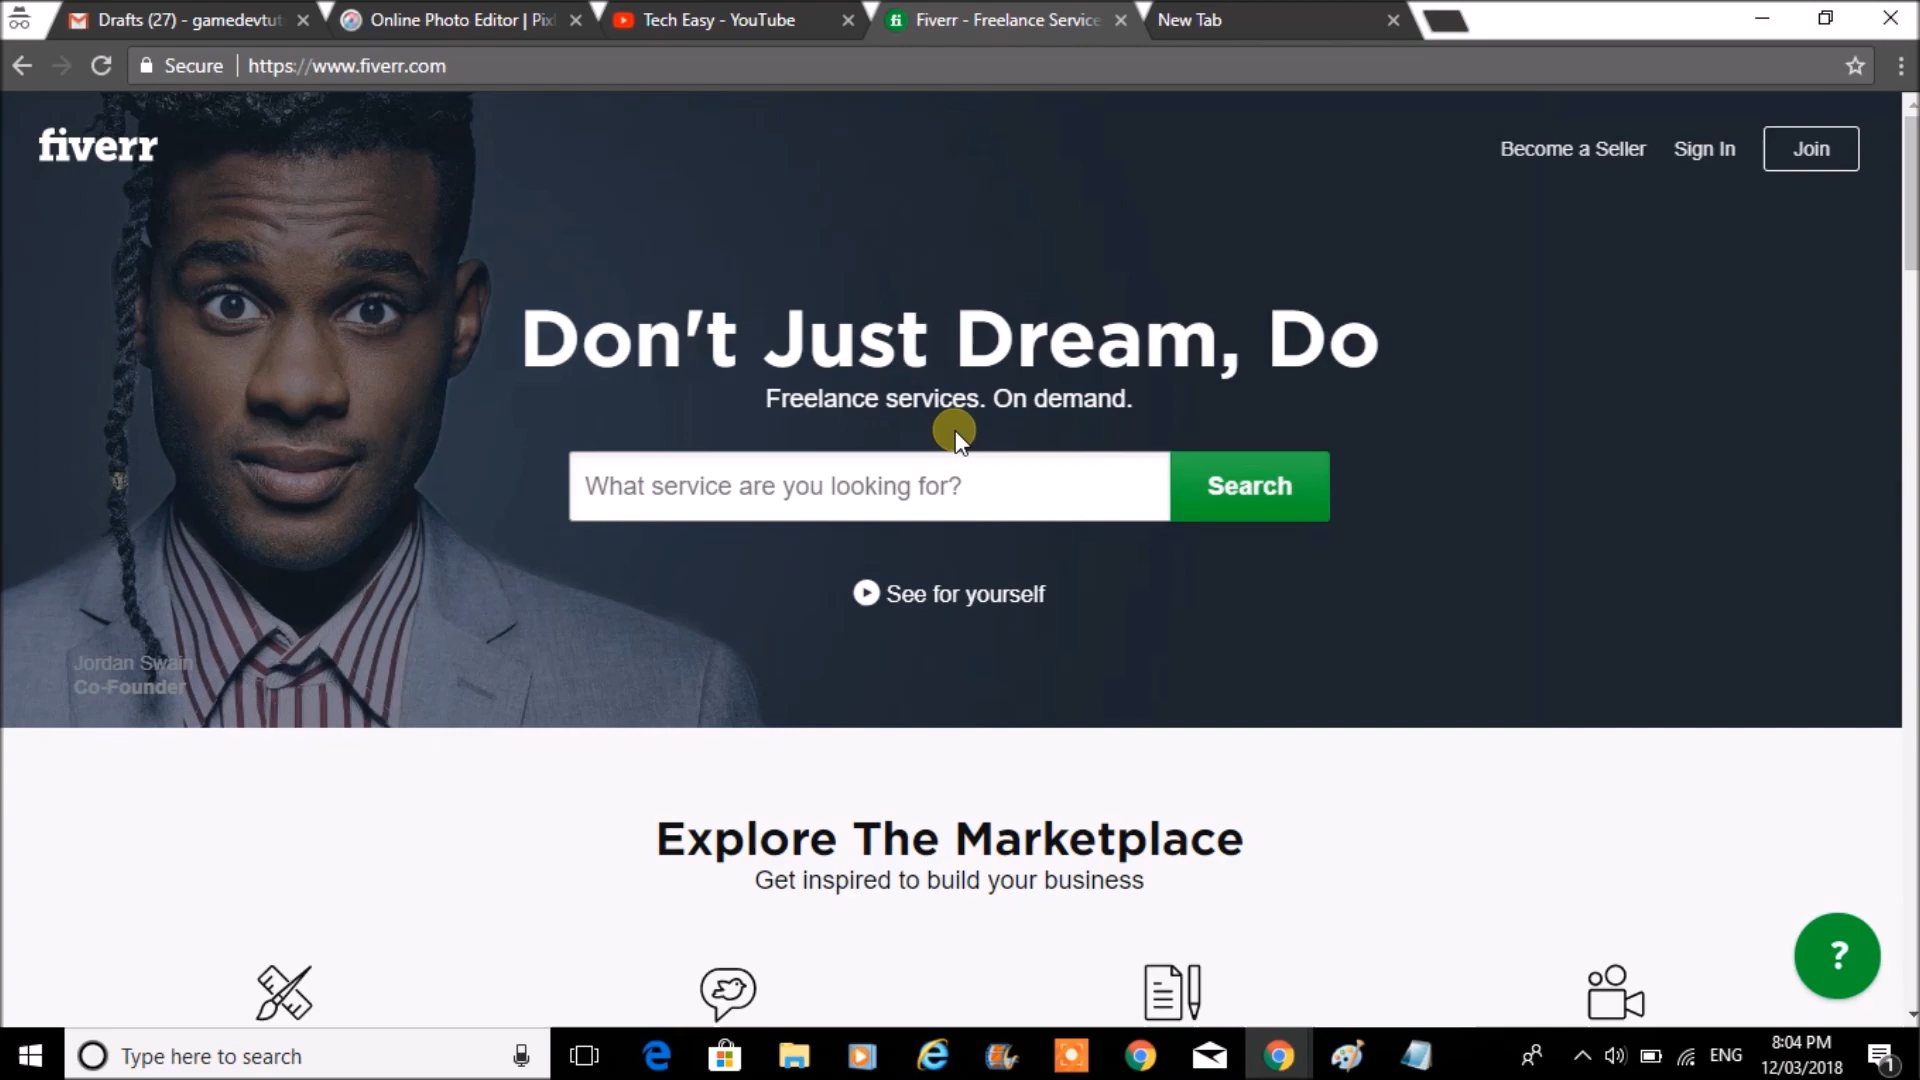 Drafts (27) - gamedevtut
Online Photo Editor | Pix
Tech Easy - YouTube
fi
Fiverr - Freelance Service
New Tab
Secure
https://www.fiverr.com
fiverr
Become a Seller
Sign In
Join
Don't Just Dream, Do
Freelance services. On demand.
What service are you looking for?
Search
See for yourself
Jordan Swain
Co-Founder
Explore The Marketplace
Get inspired to build your business
?
Type here to search
ENG
8:04 PM
12/03/2018
1